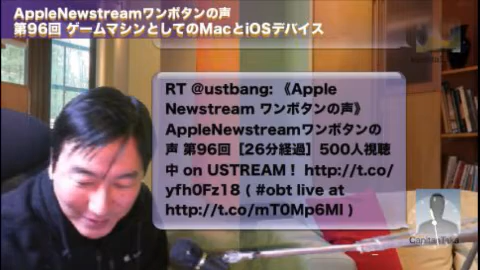 AppleNewstreamワンボタンの声
第96回 ゲームマシンとしてのMacとiOSデバイス
RT @ustbang: 《Apple
Newstream ワンボタンの声》
AppleNewstreamワンボタンの
声 第96回【26分経過】500人視聴
中 on USTREAM！ http://t.co/
yfh0Fz18 ( #obt live at
http://t.co/mT0Mp6MI )